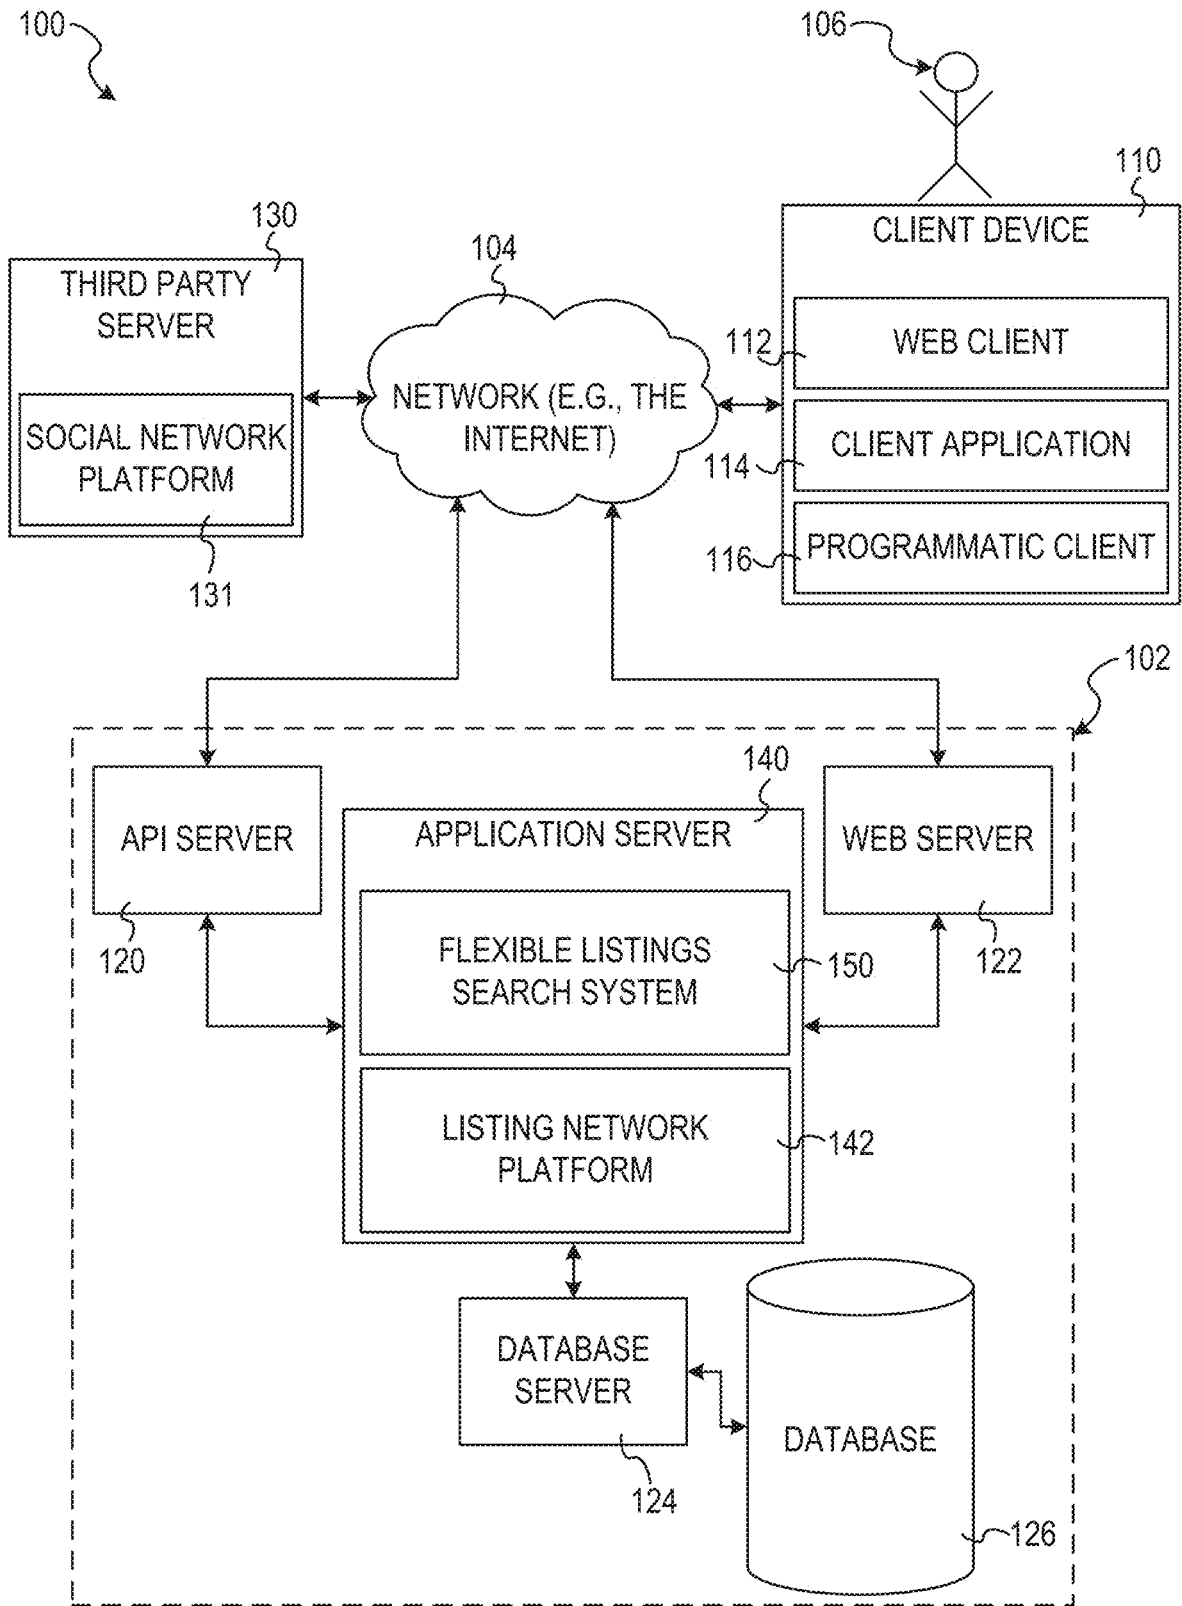 100
106
110
CLIENT DEVICE
130
THIRD PARTY
SERVER
104
112
WEB CLIENT
NETWORK (E.G., THE
INTERNET)
SOCIAL NETWORK
PLATFORM
114
CLIENT APPLICATION
116
PROGRAMMATIC CLIENT
131
102
140
API SERVER
APPLICATION SERVER
WEB SERVER
120
122
FLEXIBLE LISTINGS
SEARCH SYSTEM
150
LISTING NETWORK
PLATFORM
142
DATABASE
SERVER
124
DATABASE
126